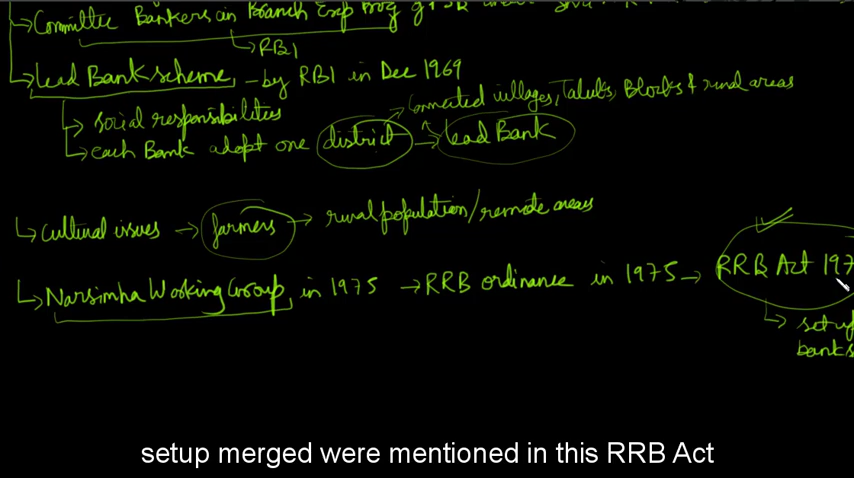 ↳ Committee Bankers on Branch Exp Prog
↳ RBI
↳ Lead Bank scheme, - by RBI in Dec 1969
↳ social responsibilities
→ connected villages, Taluks, Blocks & rural areas
↳ each Bank adopt one district → lead Bank
↳ cultural issues → farmers → rural population/remote areas
↳ Narsimha Working Group, in 1975 → RRB ordinance in 1975 → RRB Act 197
↳ setup
banks
setup merged were mentioned in this RRB Act